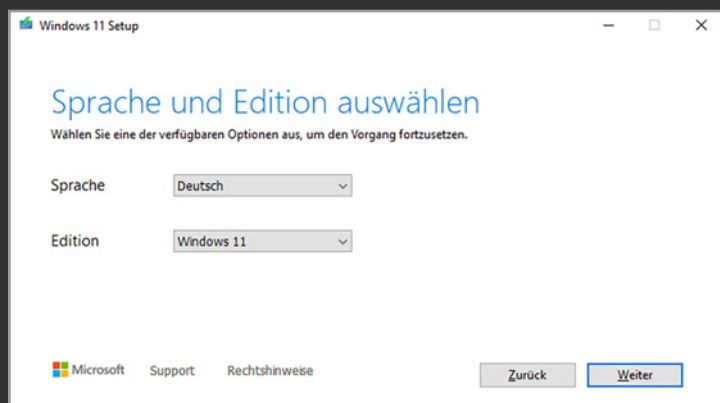 Windows 11 Setup
Sprache und Edition auswählen
Wählen Sie eine der verfügbaren Optionen aus, um den Vorgang fortzusetzen.
Sprache Deutsch
Edition Windows 11
Microsoft Support Rechtshinweise Zurück Weiter